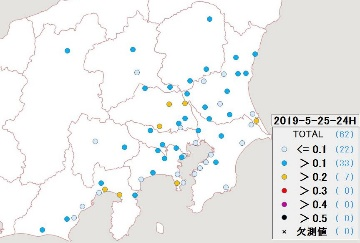 2019-5-25-24H
TOTAL (62)
<= 0.1 (22)
> 0.1 (33)
> 0.2 ( 7)
> 0.3 ( 0)
> 0.4 ( 0)
> 0.5 ( 0)
× 欠測値 ( 0)